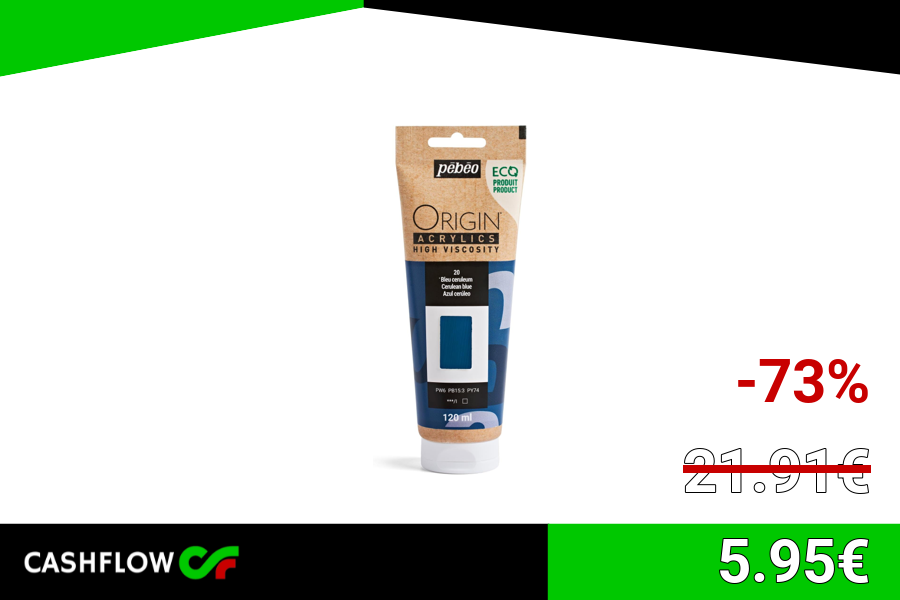 pēbēo
ECO
PRODUIT
PRODUCT
ORIGIN
ACRYLICS
HIGH VISCOSITY
20
Bleu ceruleum
Cerulean blue
Azul cerúleo
PW6 PB15:3 PY74
***/I
120 ml
-73%
21.91€
CASHFLOW
5.95€